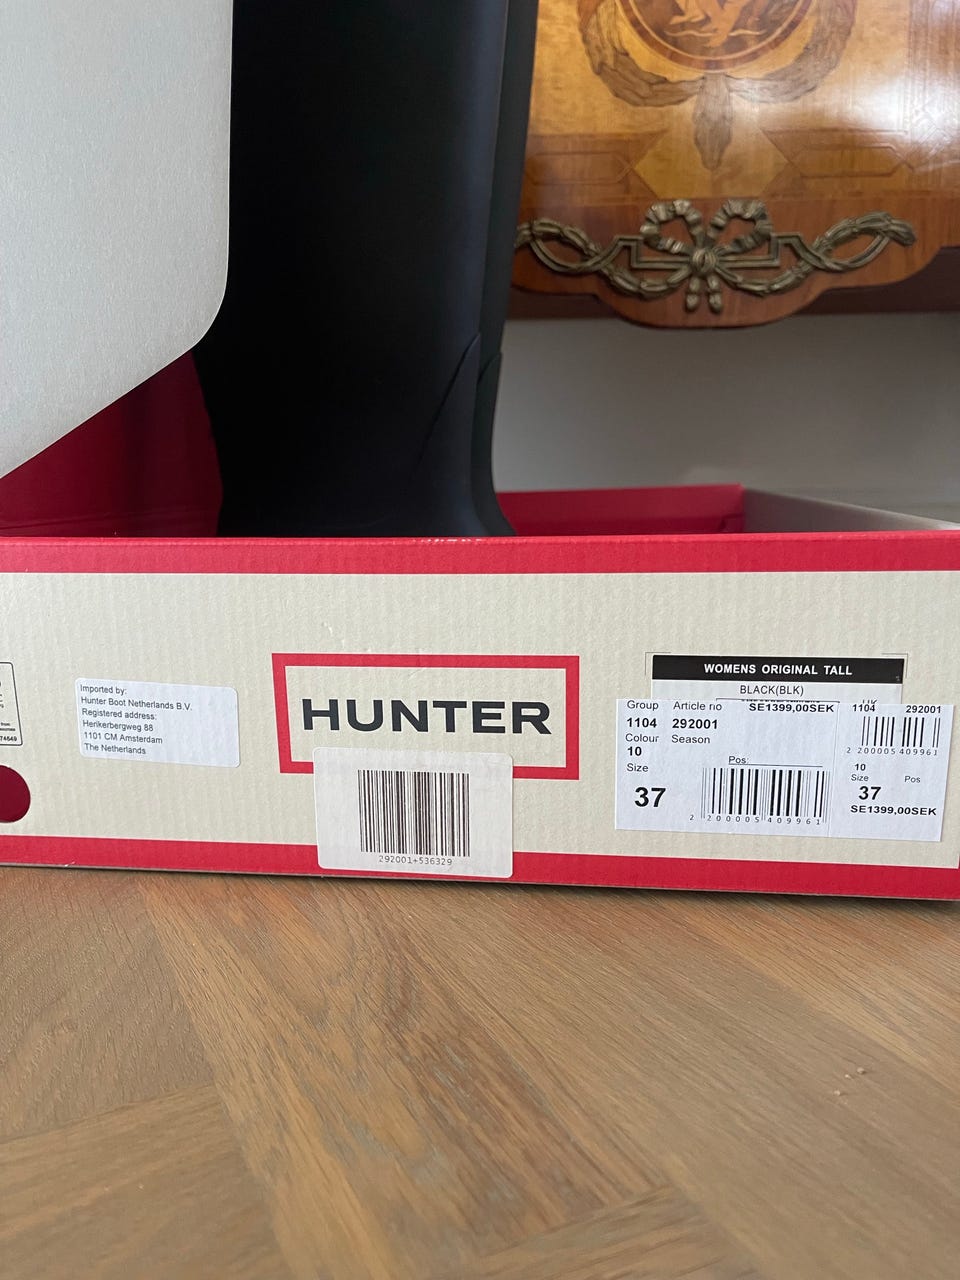 Imported by:
Hunter Boot Netherlands B.V.
Registered address:
Herikerbergweg 88
1101 CM Amsterdam
The Netherlands
HUNTER
292001+536329
WOMENS ORIGINAL TALL
BLACK(BLK)
Group Article no SE1399,00SEK
1104 292001
Colour Season
10
Size Pos:
37
2 200005 409961
1104 292001
2 200005 409961
10
Size Pos
37
SE1399,00SEK
74649